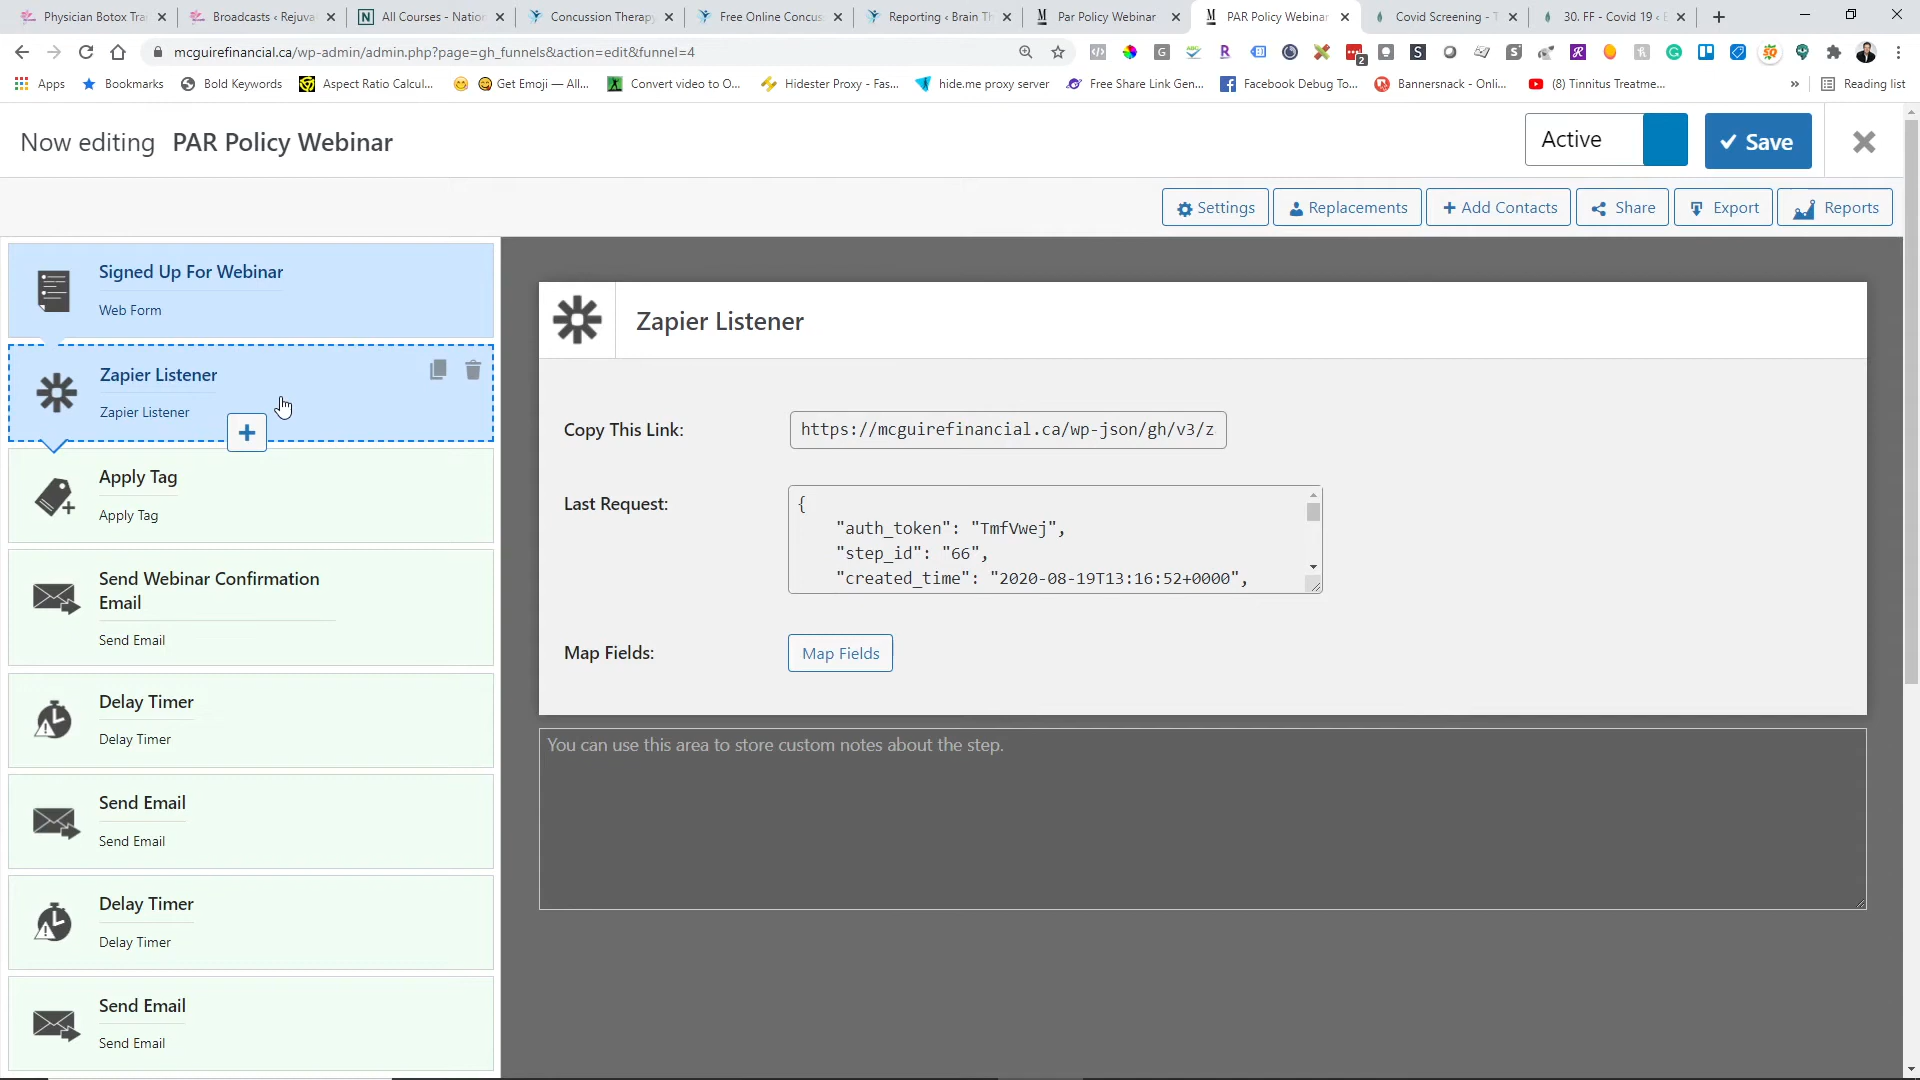 Physician Botox Tra
Broadcasts ‹ Rejuva
All Courses - Nation
Concussion Therapy
Free Online Concus
Reporting ‹ Brain Th
Par Policy Webinar
PAR Policy Webinar
Covid Screening - T
30. FF - Covid 19 ‹ E
mcguirefinancial.ca/wp-admin/admin.php?page=gh_funnels&action=edit&funnel=4
Apps
Bookmarks
Bold Keywords
Aspect Ratio Calcul...
Get Emoji — All...
Convert video to O...
Hidester Proxy - Fas...
hide.me proxy server
Free Share Link Gen...
Facebook Debug To...
Bannersnack - Onli...
(8) Tinnitus Treatme...
»
Reading list
Now editing PAR Policy Webinar
Active
Save
Settings
Replacements
+ Add Contacts
Share
Export
Reports
Signed Up For Webinar
Web Form
Zapier Listener
Zapier Listener
Apply Tag
Apply Tag
Send Webinar Confirmation
Email
Send Email
Delay Timer
Delay Timer
Send Email
Send Email
Delay Timer
Delay Timer
Send Email
Send Email
Zapier Listener
Copy This Link:
https://mcguirefinancial.ca/wp-json/gh/v3/z
Last Request:
{
"auth_token": "TmfVwej",
"step_id": "66",
"created_time": "2020-08-19T13:16:52+0000",
Map Fields:
Map Fields
You can use this area to store custom notes about the step.